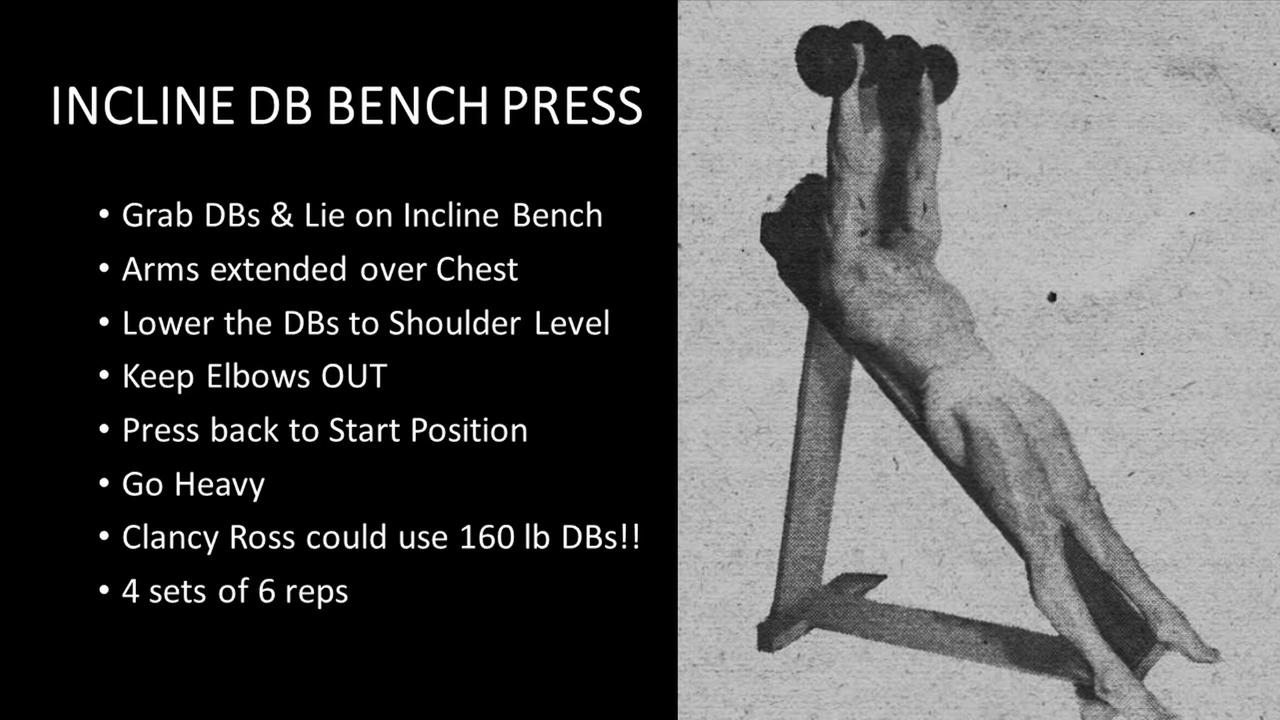 INCLINE DB BENCH PRESS
• Grab DBs & Lie on Incline Bench
• Arms extended over Chest
• Lower the DBs to Shoulder Level
• Keep Elbows OUT
• Press back to Start Position
• Go Heavy
• Clancy Ross could use 160 lb DBs!!
• 4 sets of 6 reps